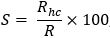 S = R_hc / R × 100